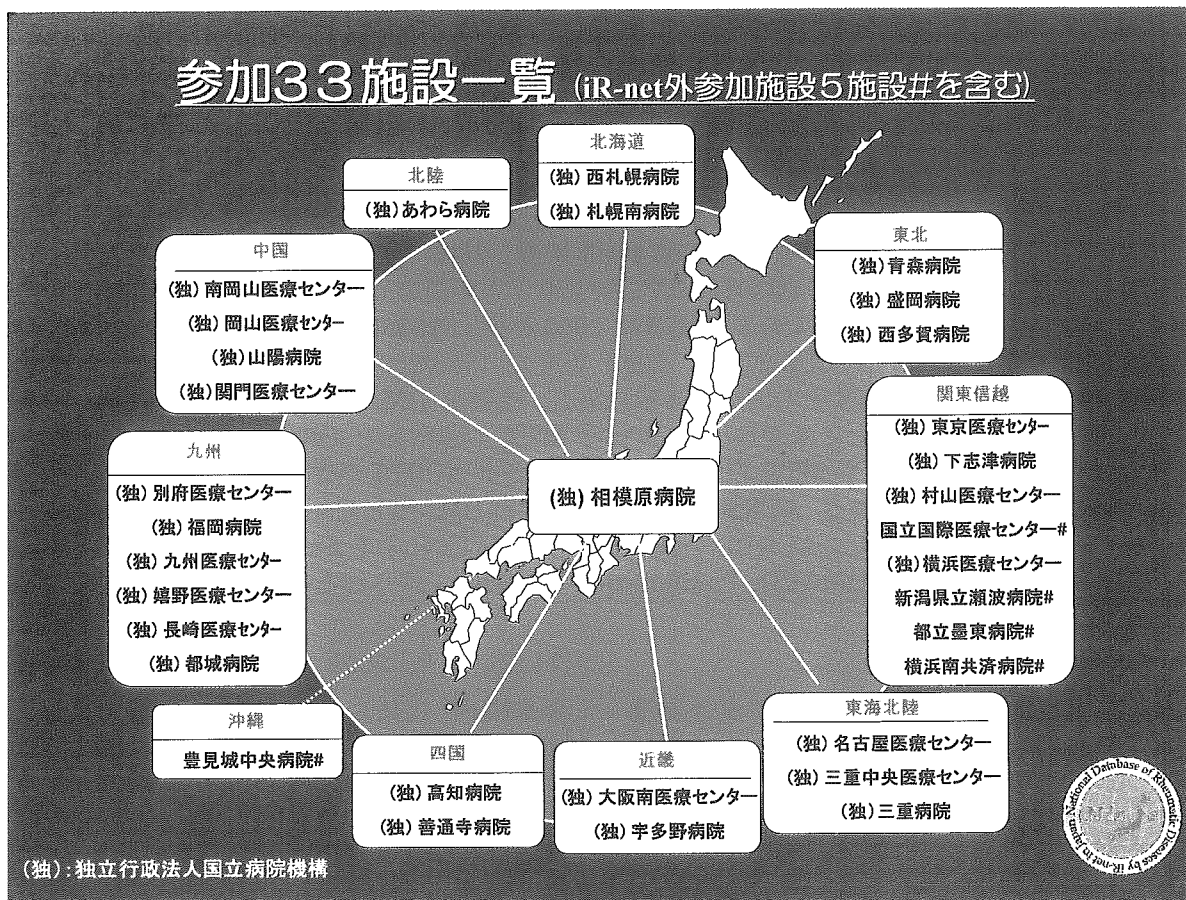 参加33施設一覧 (iR-net外参加施設5施設#を含む)
北海道
(独) 西札幌病院
(独) 札幌南病院
北陸
(独) あわら病院
東北
(独) 青森病院
(独) 盛岡病院
(独) 西多賀病院
中国
(独) 南岡山医療センター
(独) 岡山医療センター
(独) 山陽病院
(独) 関門医療センター
関東信越
(独) 東京医療センター
(独) 下志津病院
(独) 村山医療センター
国立国際医療センター#
(独) 横浜医療センター
新潟県立瀬波病院#
都立墨東病院#
横浜南共済病院#
九州
(独) 別府医療センター
(独) 福岡病院
(独) 九州医療センター
(独) 嬉野医療センター
(独) 長崎医療センター
(独) 都城病院
(独) 相模原病院
沖縄
豊見城中央病院#
四国
(独) 高知病院
(独) 善通寺病院
近畿
(独) 大阪南医療センター
(独) 宇多野病院
東海北陸
(独) 名古屋医療センター
(独) 三重中央医療センター
(独) 三重病院
National Database of Rheumatic Diseases by iR-net in Japan
(独):独立行政法人国立病院機構